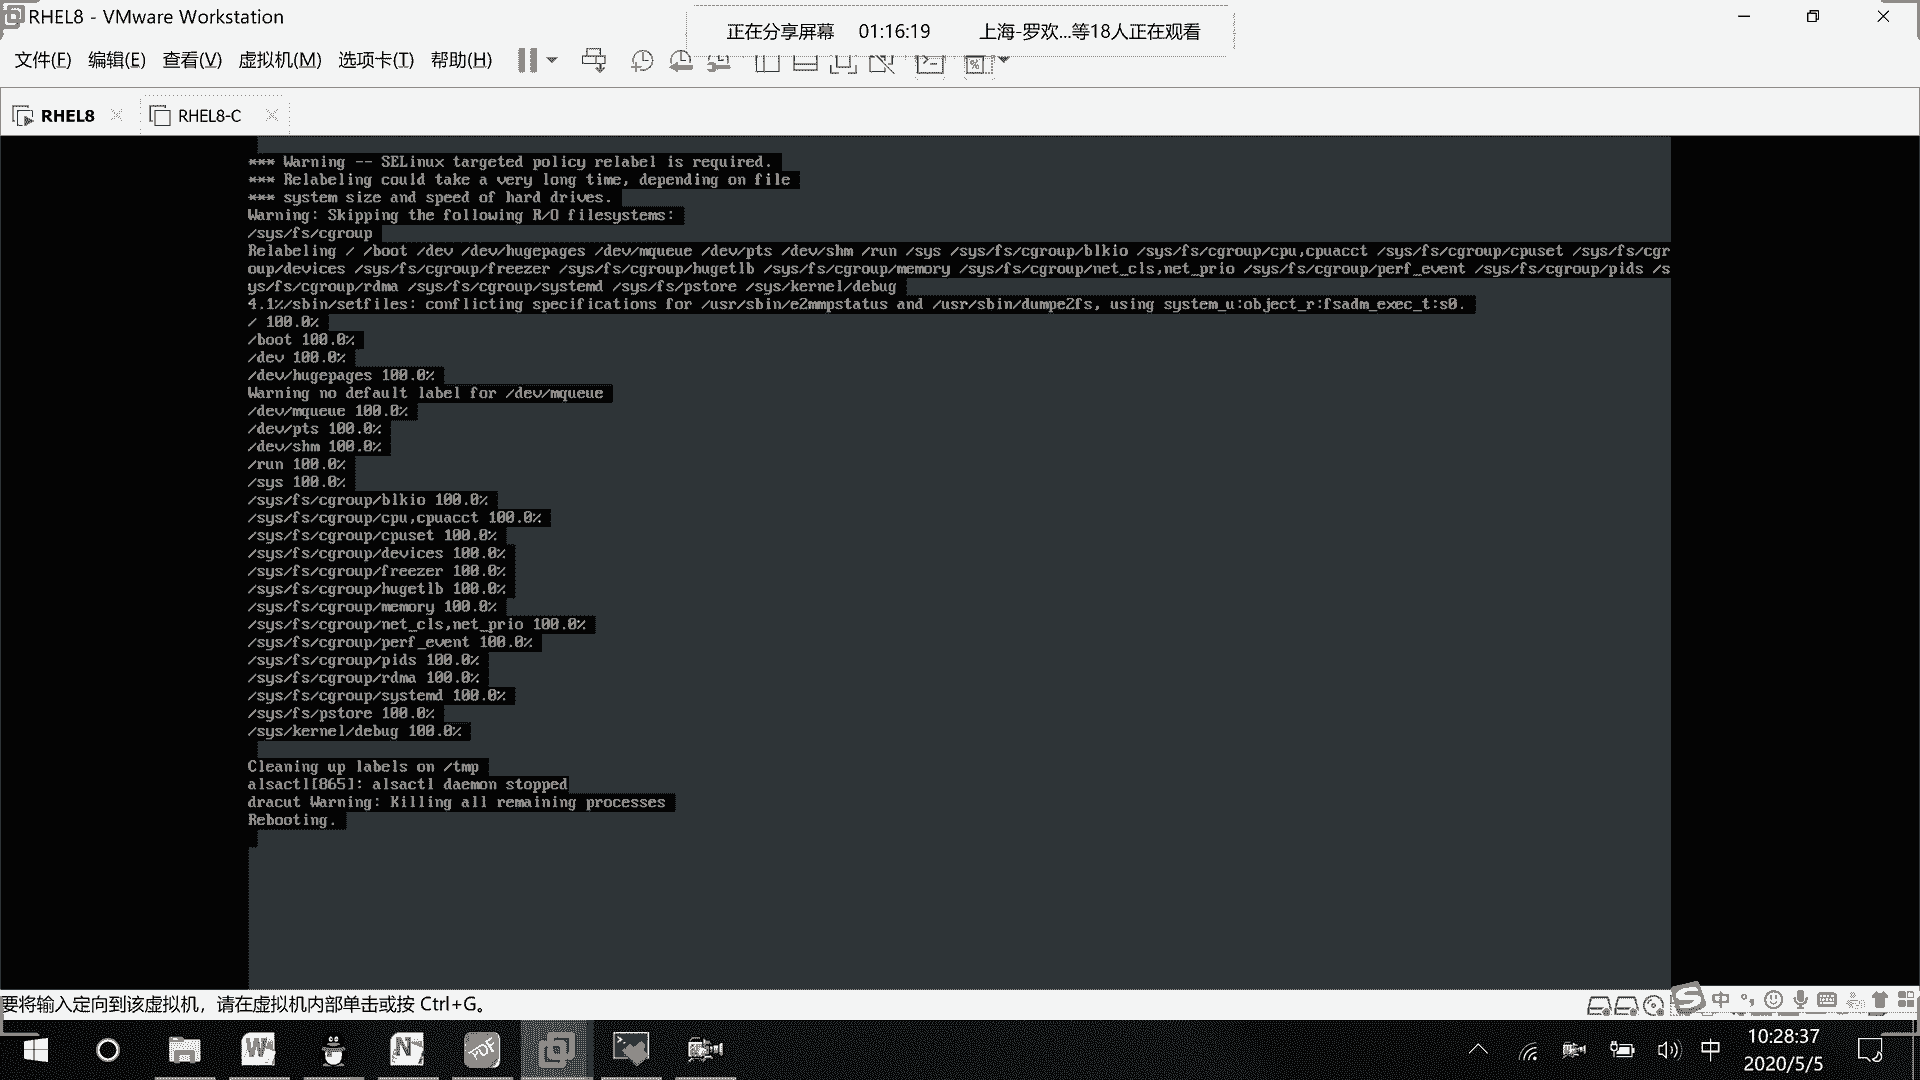 RHEL8 - VMware Workstation
正在分享屏幕 01:16:19 上海-罗欢...等18人正在观看
文件(F) 编辑(E) 查看(V) 虚拟机(M) 选项卡(T) 帮助(H)
RHEL8 RHEL8-C
*** Warning -- SELinux targeted policy relabel is required.
*** Relabeling could take a very long time, depending on file
*** system size and speed of hard drives.
Warning: Skipping the following R/O filesystems:
/sys/fs/cgroup
Relabeling / /boot /dev /dev/hugepages /dev/mqueue /dev/pts /dev/shm /run /sys /sys/fs/cgroup/blkio /sys/fs/cgroup/cpu,cpuacct /sys/fs/cgroup/cpuset /sys/fs/cgr
oup/devices /sys/fs/cgroup/freezer /sys/fs/cgroup/hugetlb /sys/fs/cgroup/memory /sys/fs/cgroup/net_cls,net_prio /sys/fs/cgroup/perf_event /sys/fs/cgroup/pids /s
ys/fs/cgroup/rdma /sys/fs/cgroup/systemd /sys/fs/pstore /sys/kernel/debug
4.1%/sbin/setfiles: conflicting specifications for /usr/sbin/e2mmpstatus and /usr/sbin/dumpe2fs, using system_u:object_r:fsadm_exec_t:s0.
/ 100.0%
/boot 100.0%
/dev 100.0%
/dev/hugepages 100.0%
Warning no default label for /dev/mqueue
/dev/mqueue 100.0%
/dev/pts 100.0%
/dev/shm 100.0%
/run 100.0%
/sys 100.0%
/sys/fs/cgroup/blkio 100.0%
/sys/fs/cgroup/cpu,cpuacct 100.0%
/sys/fs/cgroup/cpuset 100.0%
/sys/fs/cgroup/devices 100.0%
/sys/fs/cgroup/freezer 100.0%
/sys/fs/cgroup/hugetlb 100.0%
/sys/fs/cgroup/memory 100.0%
/sys/fs/cgroup/net_cls,net_prio 100.0%
/sys/fs/cgroup/perf_event 100.0%
/sys/fs/cgroup/pids 100.0%
/sys/fs/cgroup/rdma 100.0%
/sys/fs/cgroup/systemd 100.0%
/sys/fs/pstore 100.0%
/sys/kernel/debug 100.0%
Cleaning up labels on /tmp
alsactl[865]: alsactl daemon stopped
dracut Warning: Killing all remaining processes
Rebooting.
要将输入定向到该虚拟机，请在虚拟机内部单击或按 Ctrl+G。
中
PDF
中
10:28:37
2020/5/5